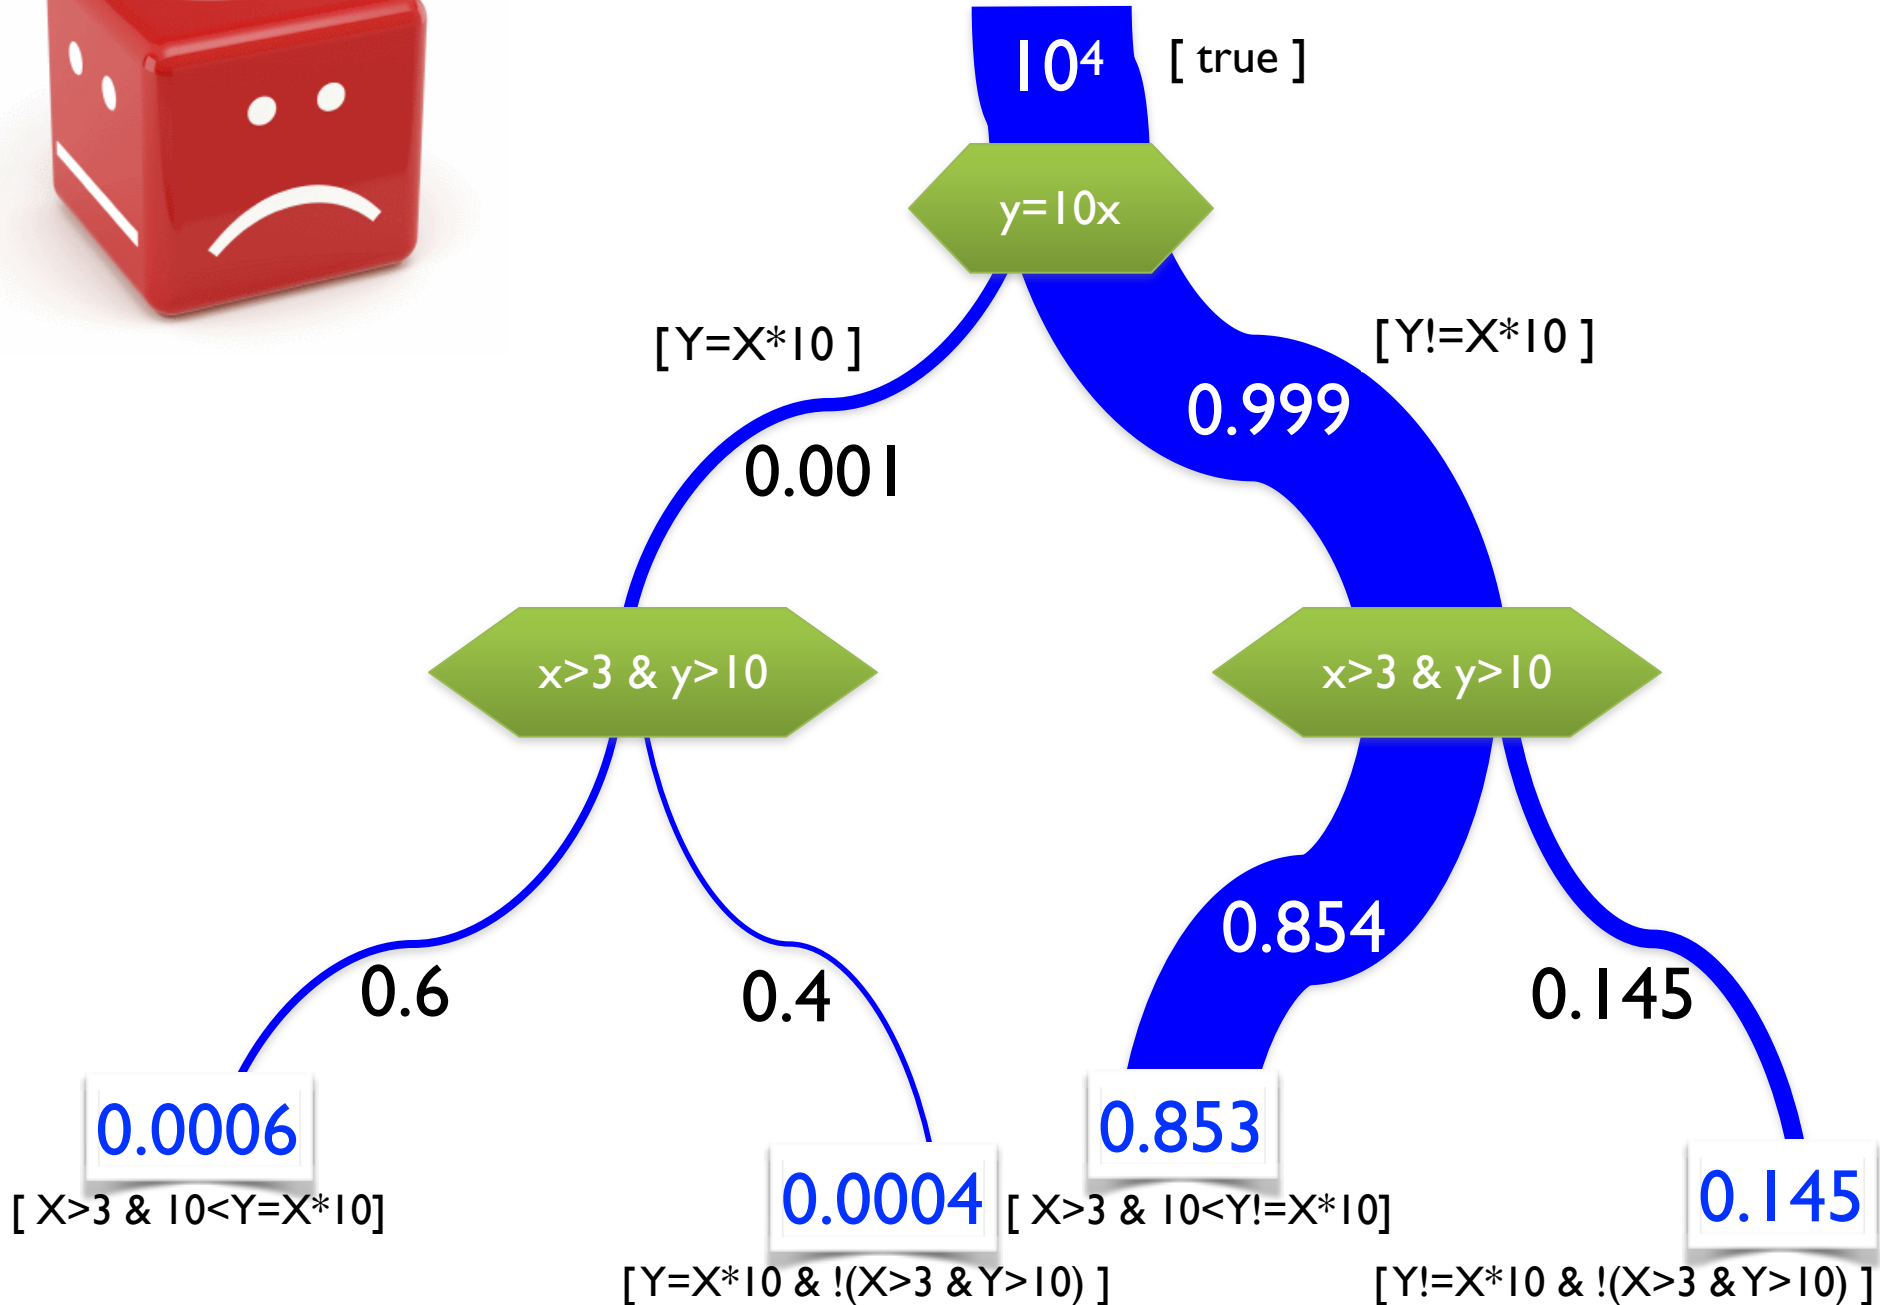 10⁴
[ true ]
y=10x
[ Y=X*10 ]
[ Y!=X*10 ]
0.999
0.001
x>3 & y>10
x>3 & y>10
0.854
0.6
0.4
0.145
0.0006
0.853
0.0004
0.145
[ X>3 & 10<Y=X*10]
[ X>3 & 10<Y!=X*10]
[ Y=X*10 & !(X>3 & Y>10) ]
[ Y!=X*10 & !(X>3 & Y>10) ]